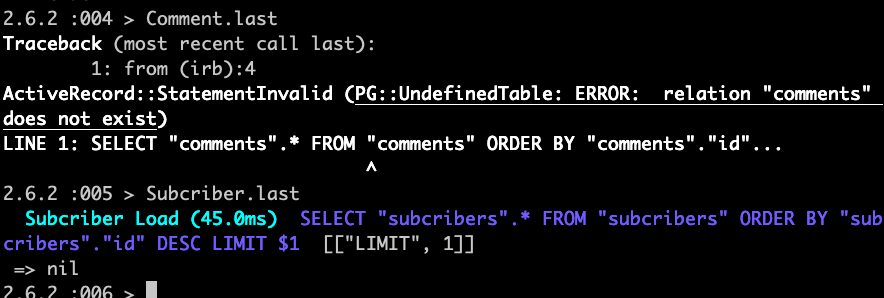 2.6.2 :004 > Comment.last
Traceback (most recent call last):
        1: from (irb):4
ActiveRecord::StatementInvalid (PG::UndefinedTable: ERROR:  relation "comments"
does not exist)
LINE 1: SELECT "comments".* FROM "comments" ORDER BY "comments"."id"...
                                 ^
2.6.2 :005 > Subcriber.last
  Subcriber Load (45.0ms)  SELECT "subcribers".* FROM "subcribers" ORDER BY "sub
cribers"."id" DESC LIMIT $1  [["LIMIT", 1]]
 => nil
2.6.2 :006 >